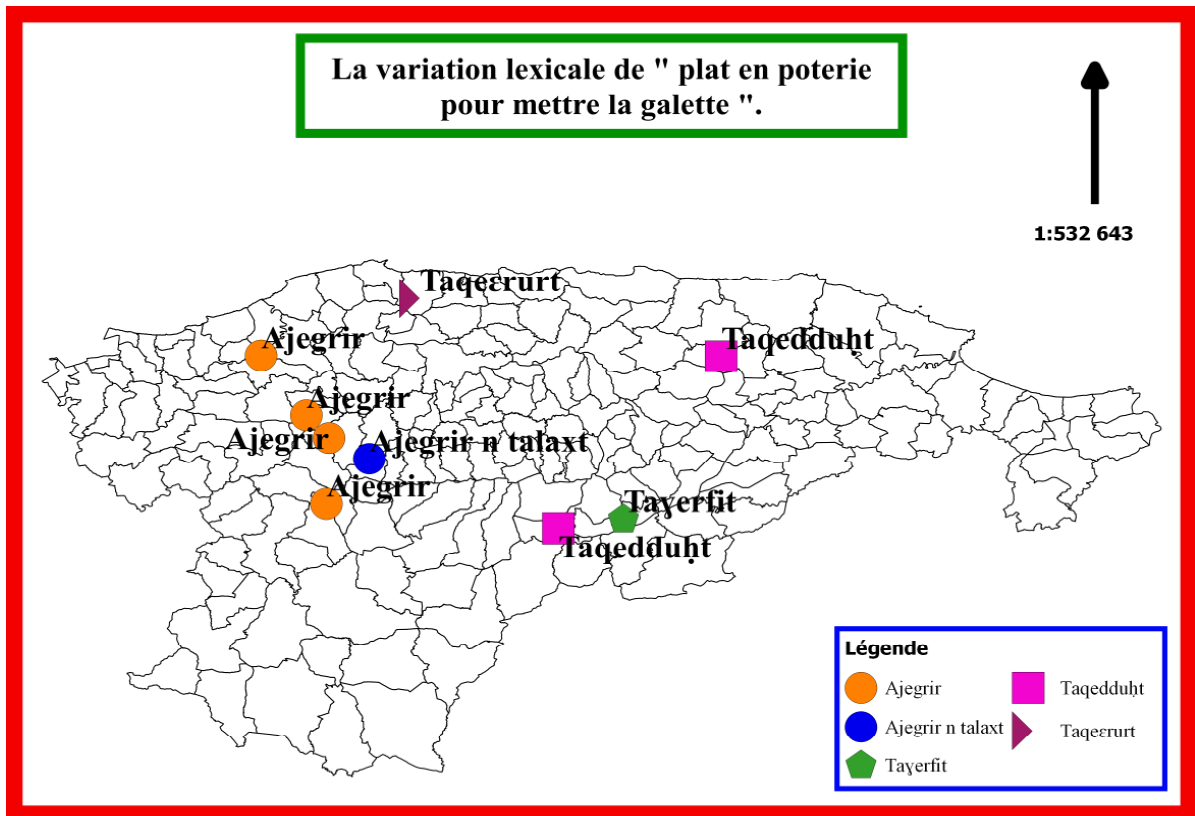 La variation lexicale de " plat en poterie
pour mettre la galette ".
1:532 643
Taqeɛrurt
Ajegrir
Taqedduḥt
Ajegrir
Ajegrir
Ajegrir n talaxt
Ajegrir
Taɣerfit
Taqedduḥt
Légende
Ajegrir
Taqedduḥt
Ajegrir n talaxt
Taqeɛrurt
Taɣerfit